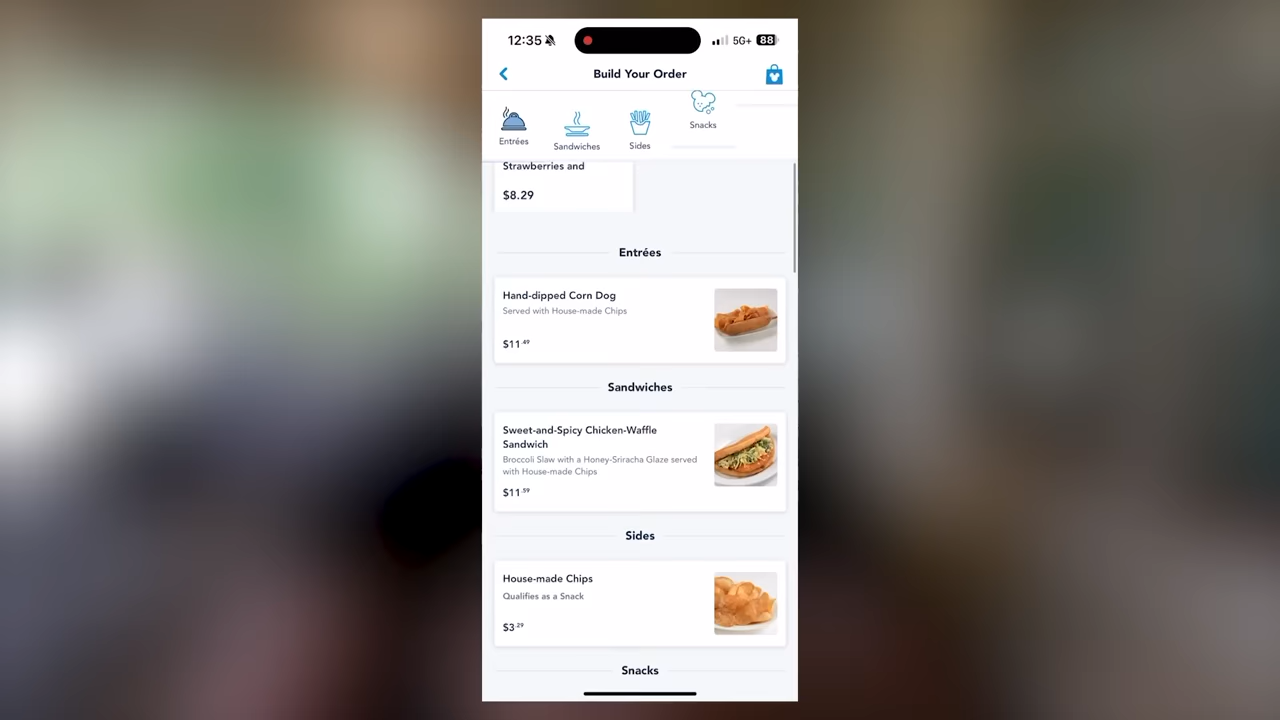 12:35
5G+ 88
Build Your Order
Entrées
Sandwiches
Sides
Snacks
Strawberries and
$8.29
Entrées
Hand-dipped Corn Dog
Served with House-made Chips
$11.49
Sandwiches
Sweet-and-Spicy Chicken-Waffle
Sandwich
Broccoli Slaw with a Honey-Sriracha Glaze served
with House-made Chips
$11.59
Sides
House-made Chips
Qualifies as a Snack
$3.29
Snacks